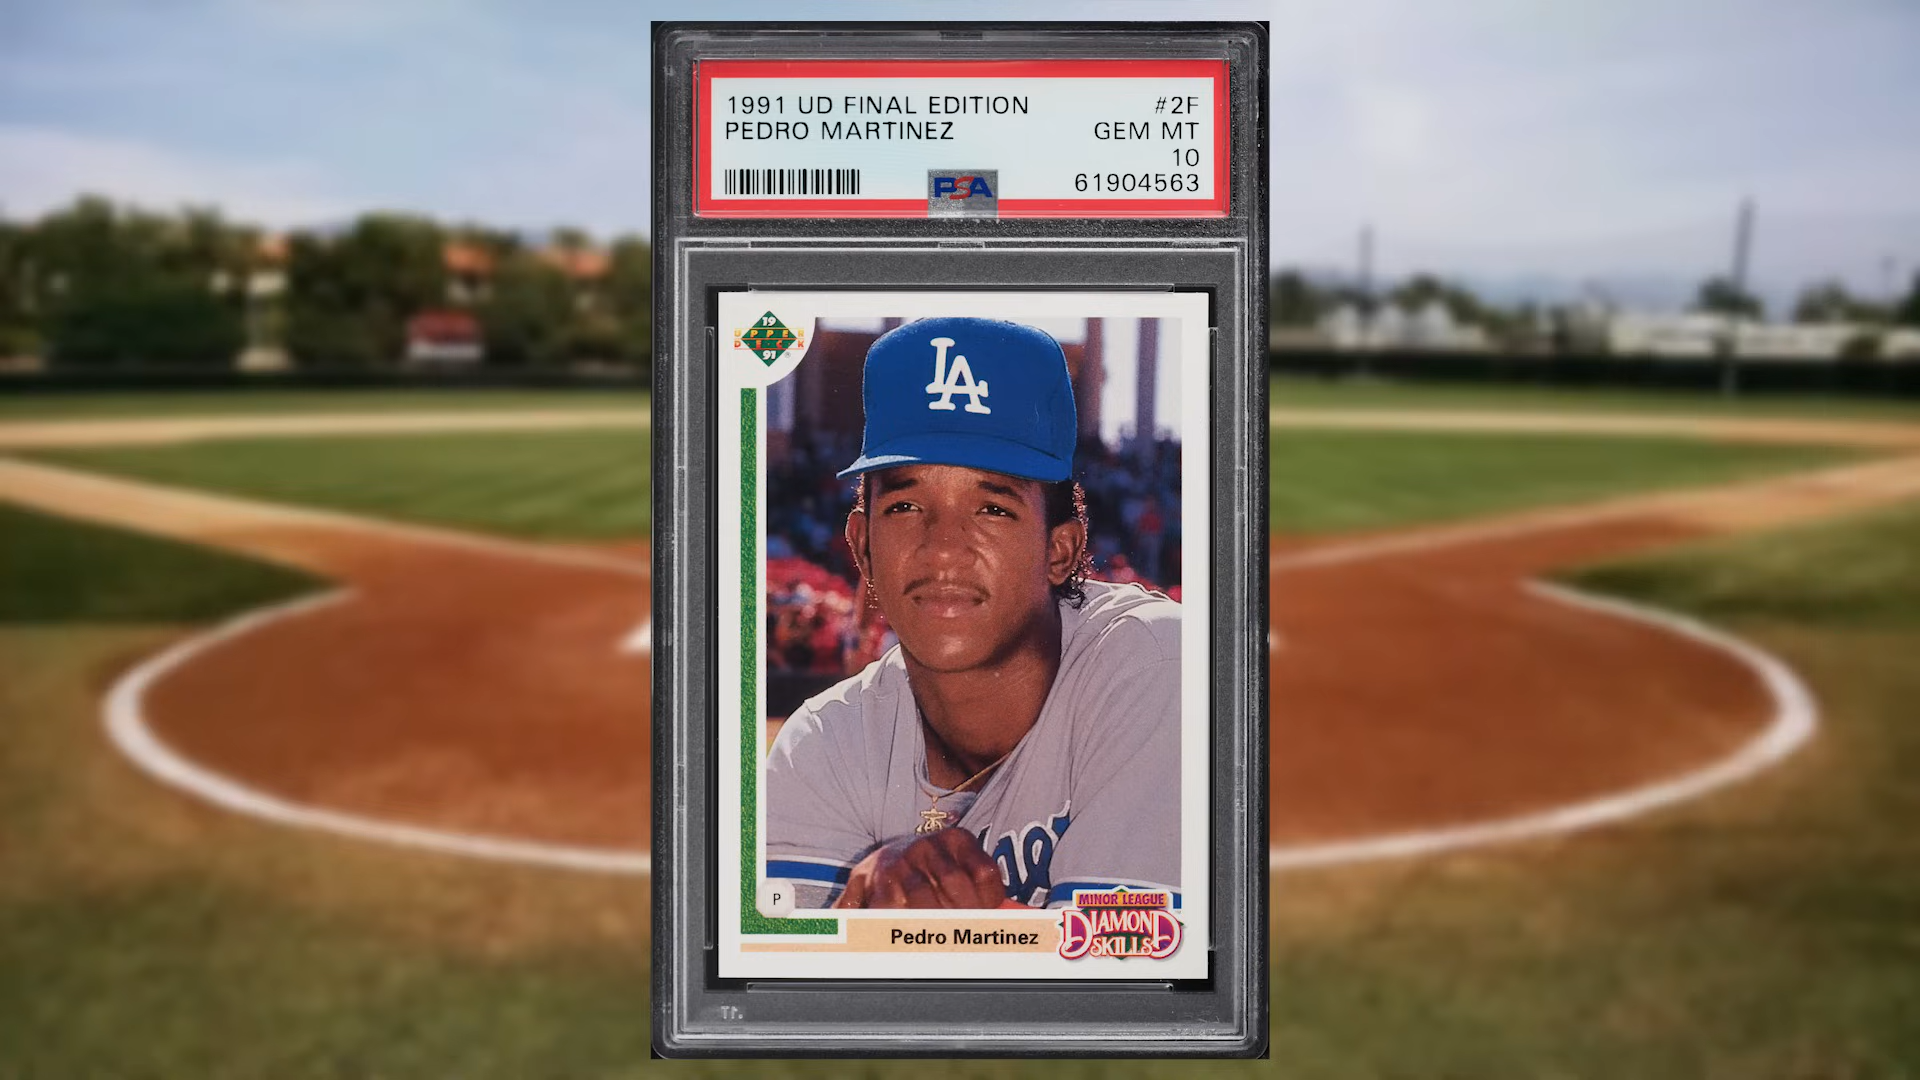 1991 UD FINAL EDITION #2F
PEDRO MARTINEZ GEM MT
10
PSA 61904563
19
UPPER
DECK
91
LA
P
Pedro Martinez
MINOR LEAGUE
DIAMOND
SKILLS